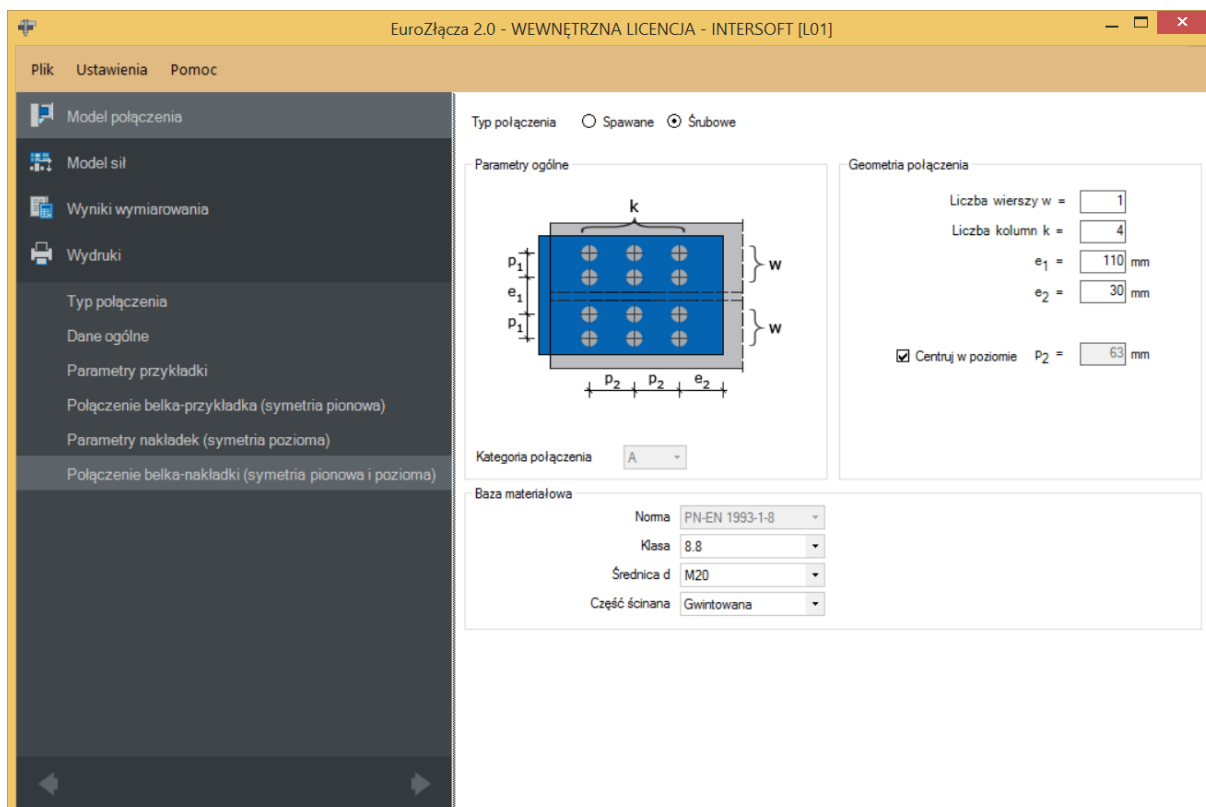 EuroZłącza 2.0 - WEWNĘTRZNA LICENCJA - INTERSOFT [L01]
Plik Ustawienia Pomoc
Model połączenia
Model sił
Wyniki wymiarowania
Wydruki
Typ połączenia
Dane ogólne
Parametry przykładki
Połączenie belka-przykładka (symetria pionowa)
Parametry nakładek (symetria pozioma)
Połączenie belka-nakładki (symetria pionowa i pozioma)
Typ połączenia Spawane Śrubowe
Parametry ogólne
k
p1
e1
p1
w
w
p2 p2 e2
Kategoria połączenia A
Geometria połączenia
Liczba wierszy w = 1
Liczba kolumn k = 4
e1 = 110 mm
e2 = 30 mm
Centruj w poziomie p2 = 63 mm
Baza materiałowa
Norma PN-EN 1993-1-8
Klasa 8.8
Średnica d M20
Część ścinana Gwintowana